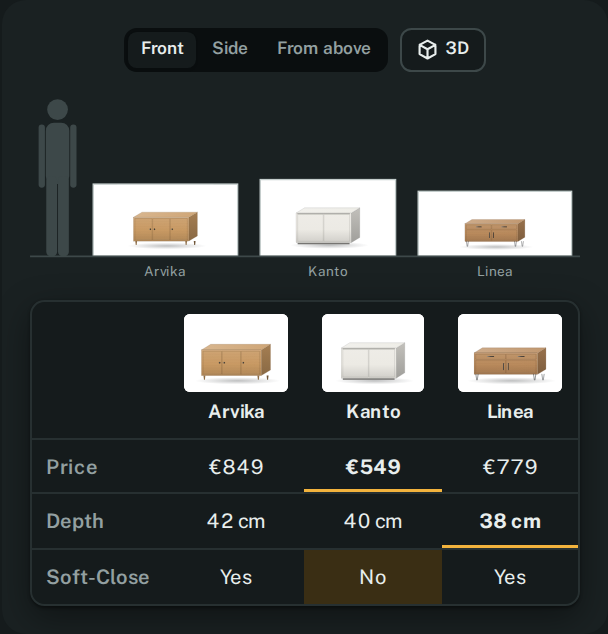 Front Side From above 3D
Arvika Kanto Linea
Arvika Kanto Linea
Price €849 €549 €779
Depth 42 cm 40 cm 38 cm
Soft-Close Yes No Yes